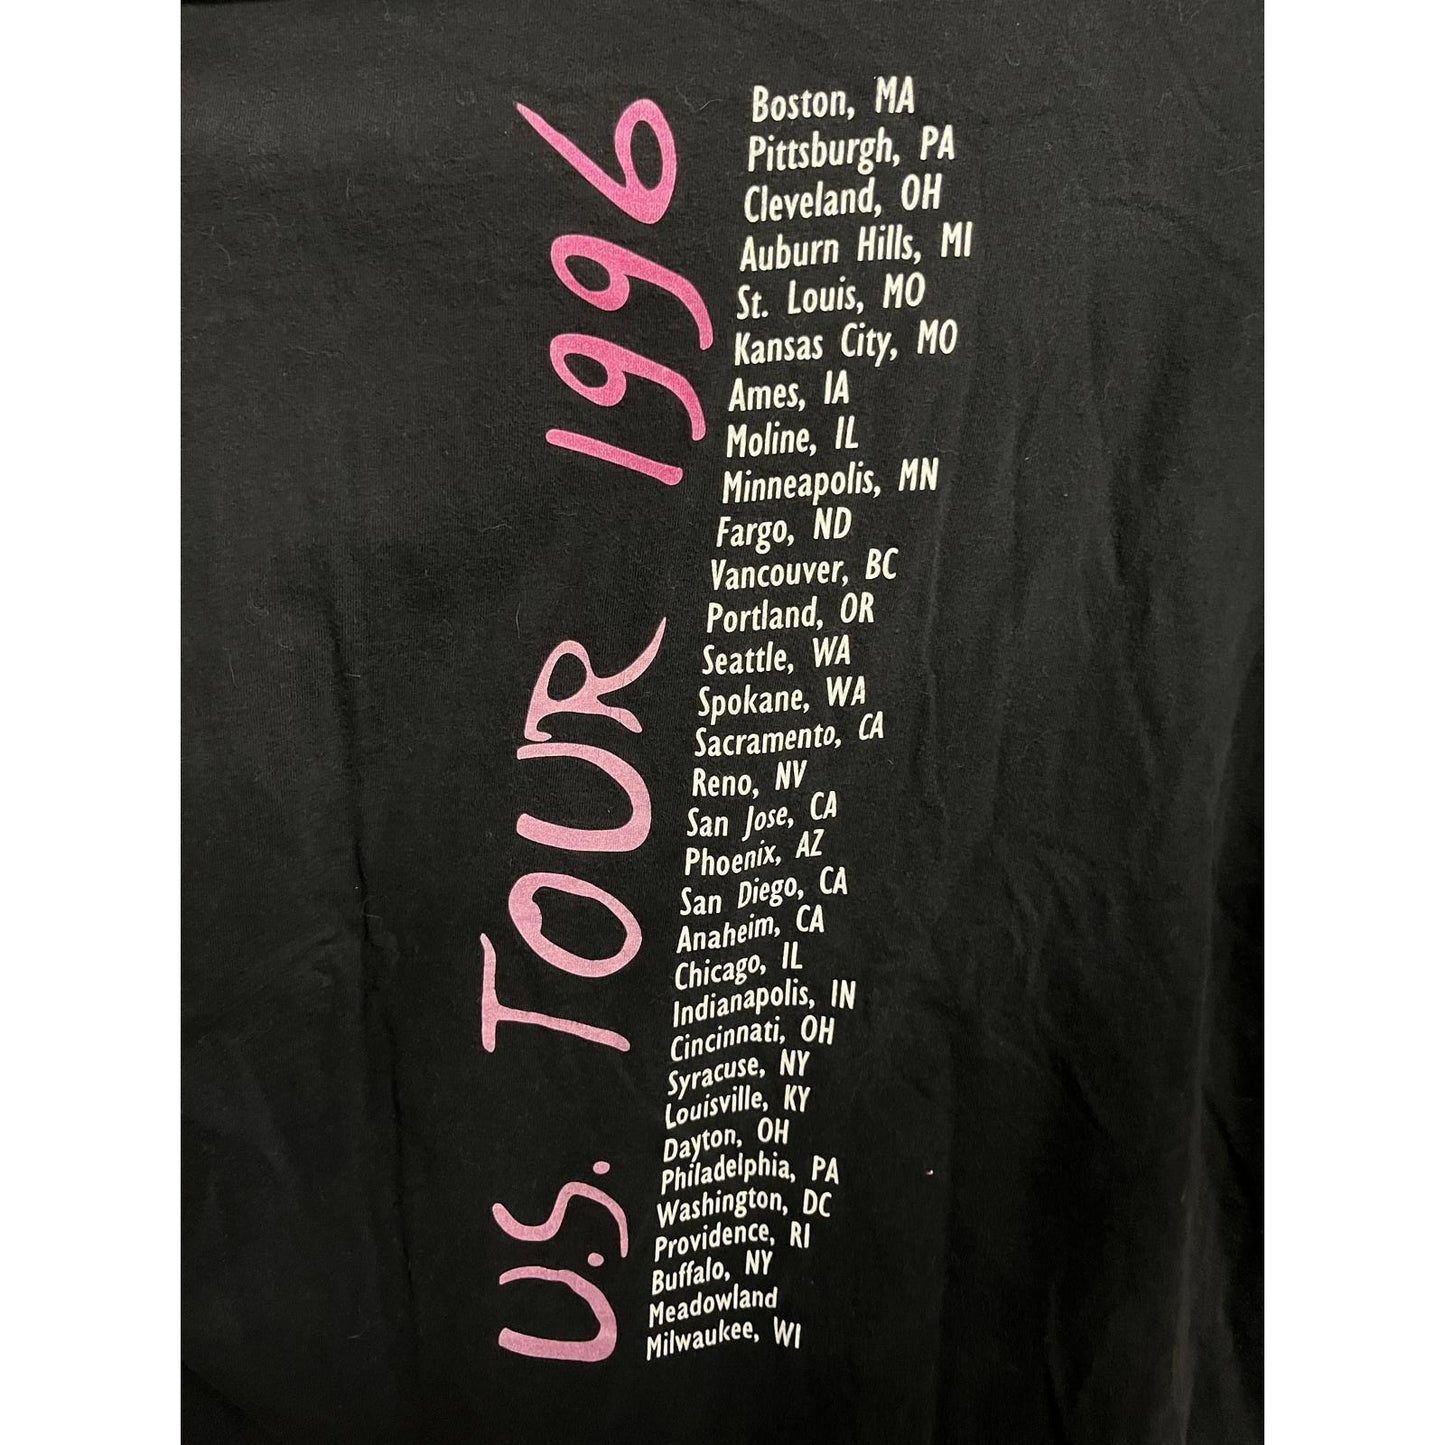 U.S. TOUR 1996
Boston, MA
Pittsburgh, PA
Cleveland, OH
Auburn Hills, MI
St. Louis, MO
Kansas City, MO
Ames, IA
Moline, IL
Minneapolis, MN
Fargo, ND
Vancouver, BC
Portland, OR
Seattle, WA
Spokane, WA
Sacramento, CA
Reno, NV
San Jose, CA
Phoenix, AZ
San Diego, CA
Anaheim, CA
Chicago, IL
Indianapolis, IN
Cincinnati, OH
Syracuse, NY
Louisville, KY
Dayton, OH
Philadelphia, PA
Washington, DC
Providence, RI
Buffalo, NY
Meadowland
Milwaukee, WI